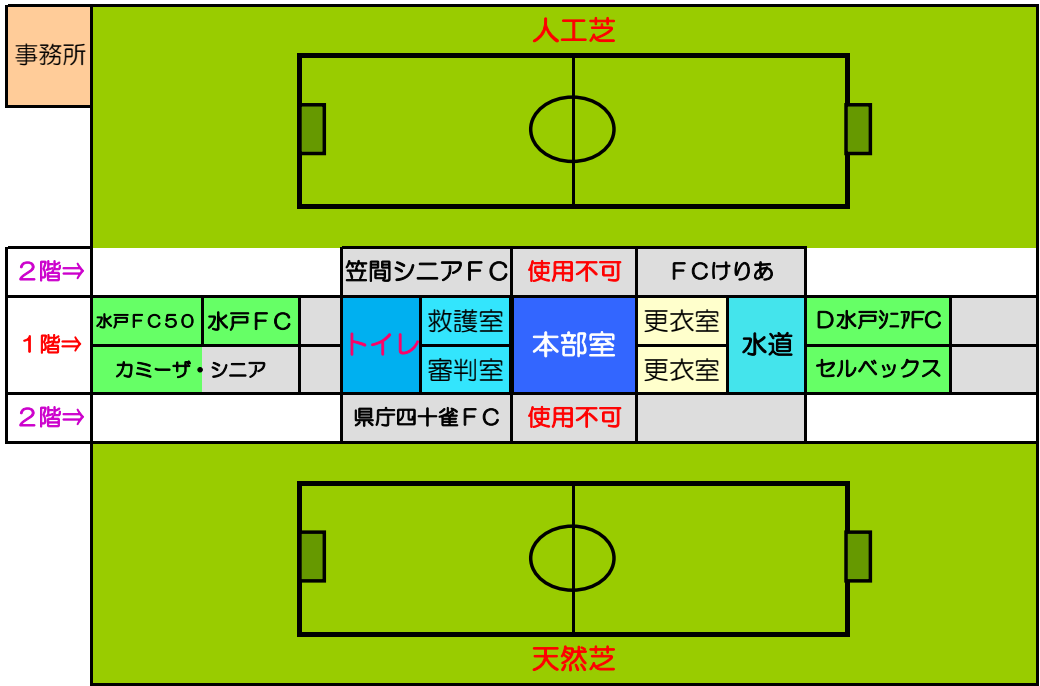 人工芝
事務所
２階⇒
笠間シニアＦＣ
使用不可
ＦＣけりあ
１階⇒
水戸ＦＣ５０
水戸ＦＣ
トイレ
救護室
本部室
更衣室
水道
Ｄ水戸ｼﾆｱFC
カミーザ・シニア
審判室
更衣室
セルベックス
２階⇒
県庁四十雀ＦＣ
使用不可
天然芝